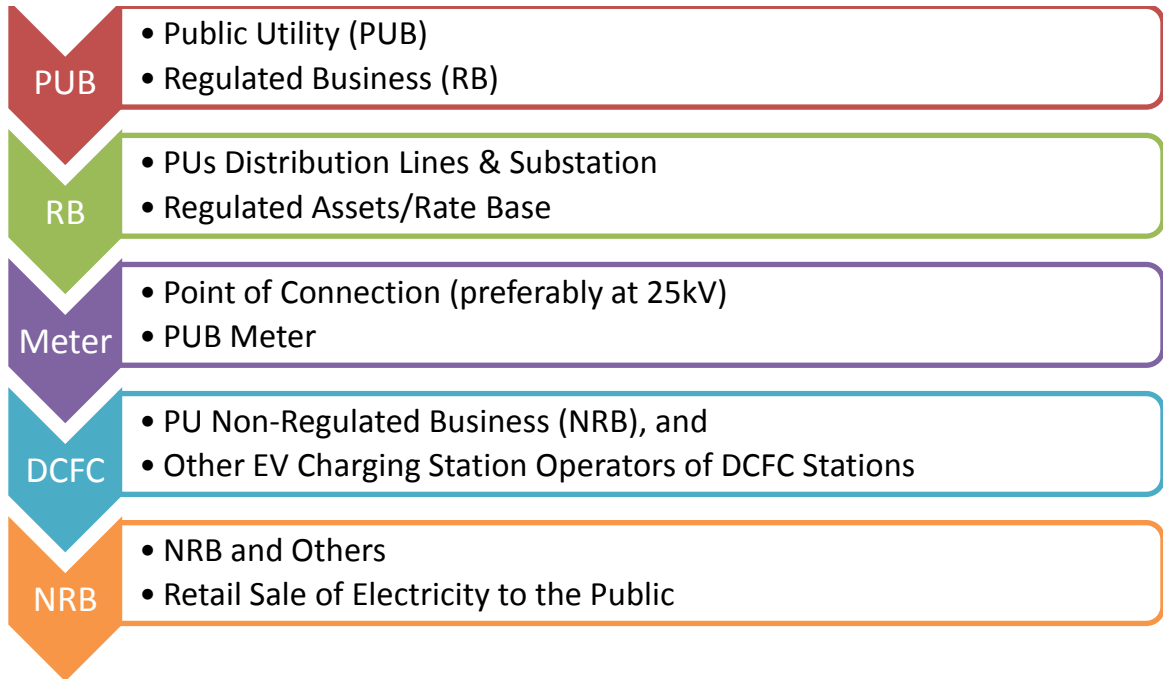 PUB
• Public Utility (PUB)
• Regulated Business (RB)
RB
• PUs Distribution Lines & Substation
• Regulated Assets/Rate Base
Meter
• Point of Connection (preferably at 25kV)
• PUB Meter
DCFC
• PU Non-Regulated Business (NRB), and
• Other EV Charging Station Operators of DCFC Stations
NRB
• NRB and Others
• Retail Sale of Electricity to the Public